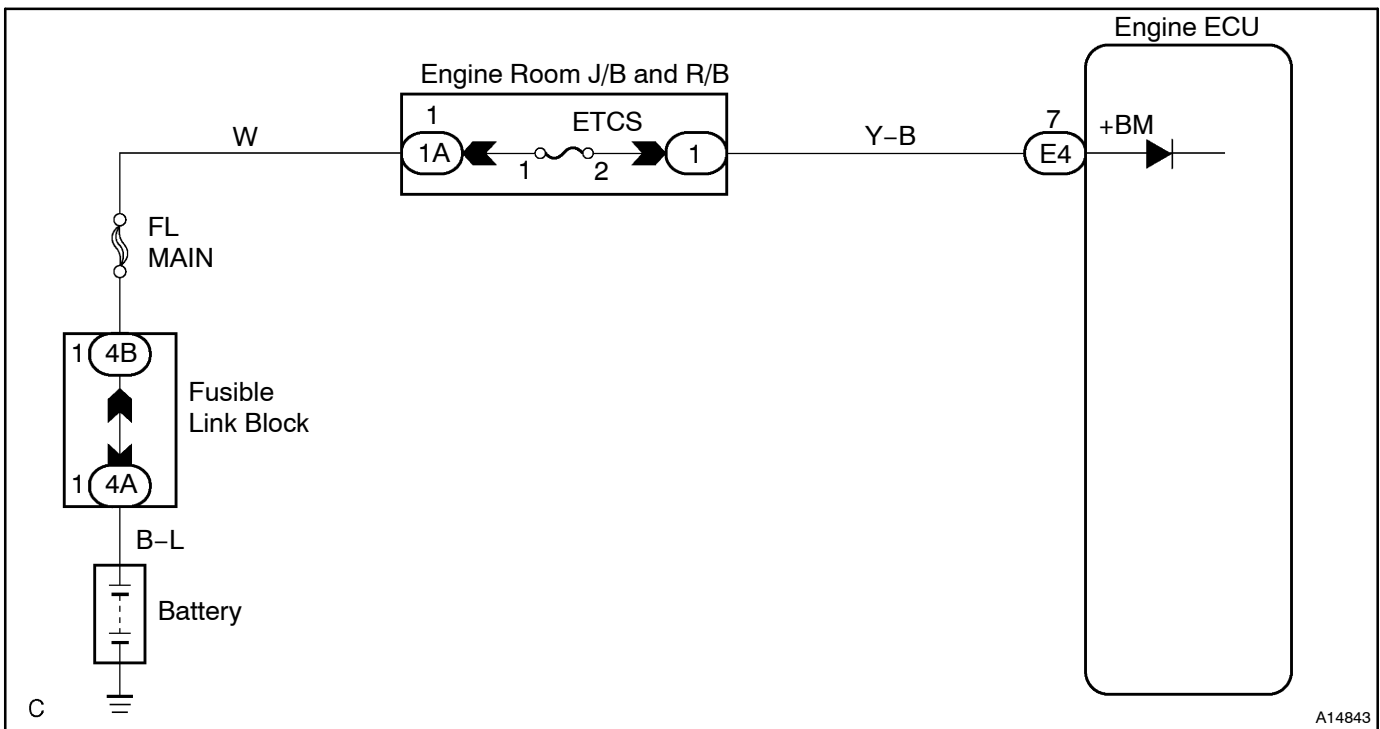 Engine ECU
Engine Room J/B and R/B
1
ETCS
7
+BM
W
1A
1
2
1
Y−B
E4
FL
MAIN
1
4B
Fusible
Link Block
1
4A
B−L
Battery
C
A14843